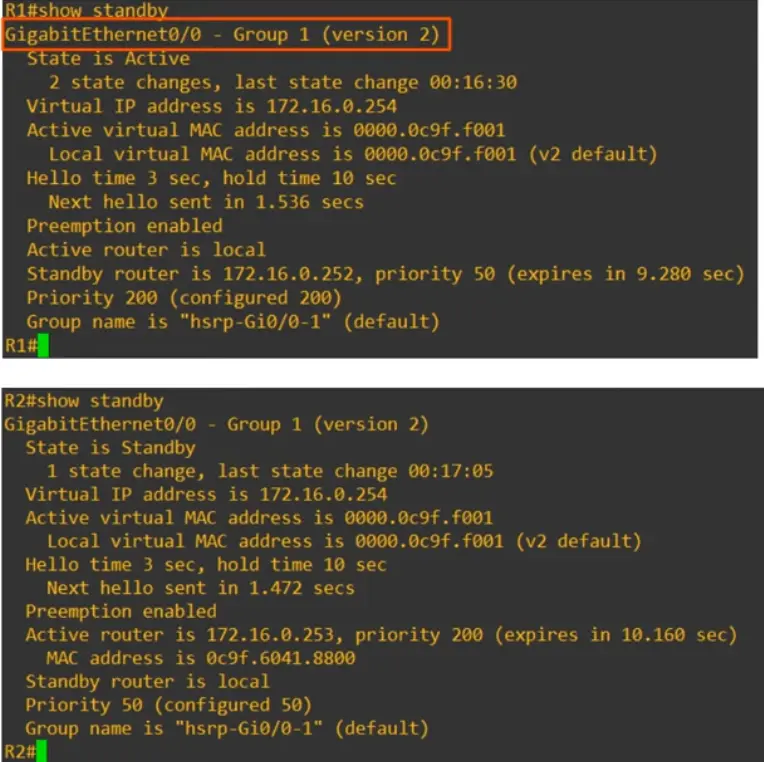 R1#show standby
GigabitEthernet0/0 - Group 1 (version 2)
State is Active
2 state changes, last state change 00:16:30
Virtual IP address is 172.16.0.254
Active virtual MAC address is 0000.0c9f.f001
Local virtual MAC address is 0000.0c9f.f001 (v2 default)
Hello time 3 sec, hold time 10 sec
Next hello sent in 1.536 secs
Preemption enabled
Active router is local
Standby router is 172.16.0.252, priority 50 (expires in 9.280 sec)
Priority 200 (configured 200)
Group name is "hsrp-Gi0/0-1" (default)
R1#
R2#show standby
GigabitEthernet0/0 - Group 1 (version 2)
State is Standby
1 state change, last state change 00:17:05
Virtual IP address is 172.16.0.254
Active virtual MAC address is 0000.0c9f.f001
Local virtual MAC address is 0000.0c9f.f001 (v2 default)
Hello time 3 sec, hold time 10 sec
Next hello sent in 1.472 secs
Preemption enabled
Active router is 172.16.0.253, priority 200 (expires in 10.160 sec)
MAC address is 0c9f.6041.8800
Standby router is local
Priority 50 (configured 50)
Group name is "hsrp-Gi0/0-1" (default)
R2#